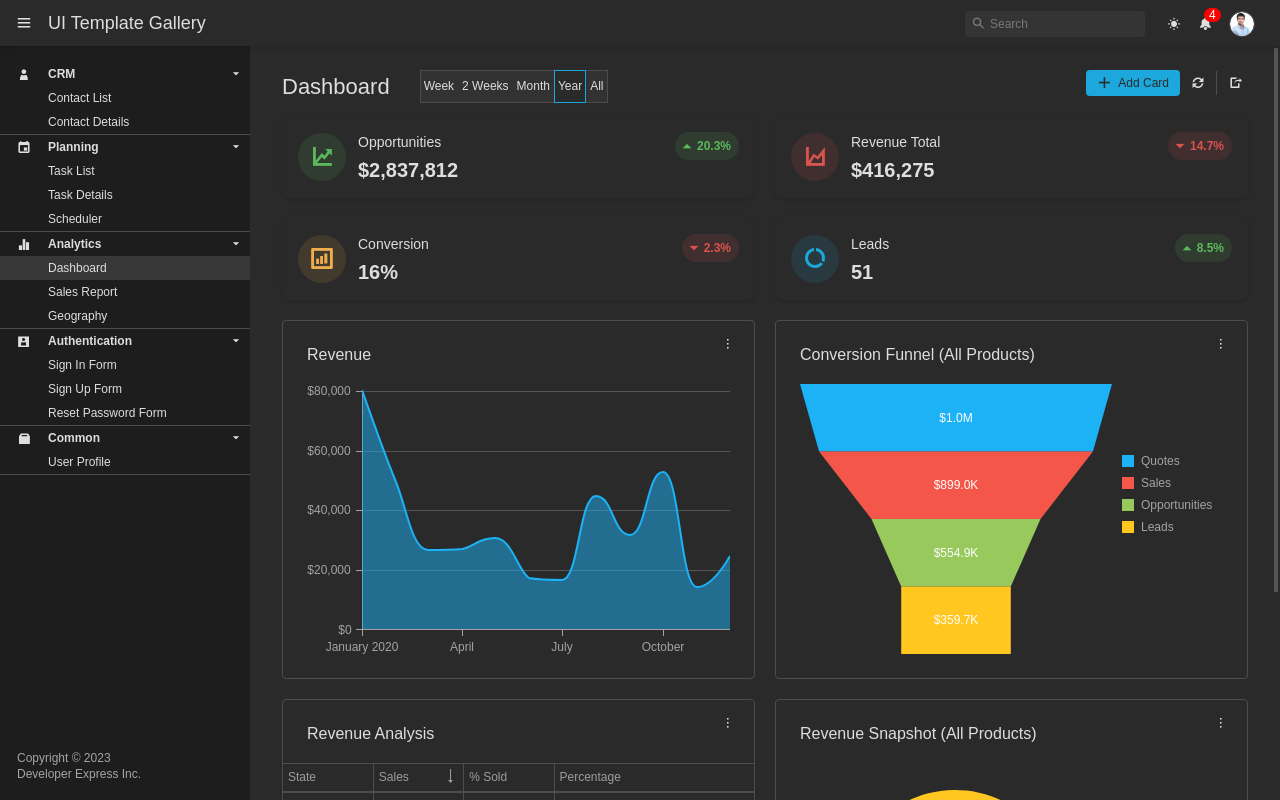 UI Template Gallery
Search
4
CRM
Contact List
Contact Details
Planning
Task List
Task Details
Scheduler
Analytics
Dashboard
Sales Report
Geography
Authentication
Sign In Form
Sign Up Form
Reset Password Form
Common
User Profile
Copyright © 2023
Developer Express Inc.
Dashboard
Week 2 Weeks Month Year All
Add Card
Opportunities
$2,837,812
20.3%
Revenue Total
$416,275
14.7%
Conversion
16%
2.3%
Leads
51
8.5%
Revenue
$80,000
$60,000
$40,000
$20,000
$0
January 2020 April July October
Conversion Funnel (All Products)
$1.0M
$899.0K
$554.9K
$359.7K
Quotes
Sales
Opportunities
Leads
Revenue Analysis
State Sales % Sold Percentage
Revenue Snapshot (All Products)